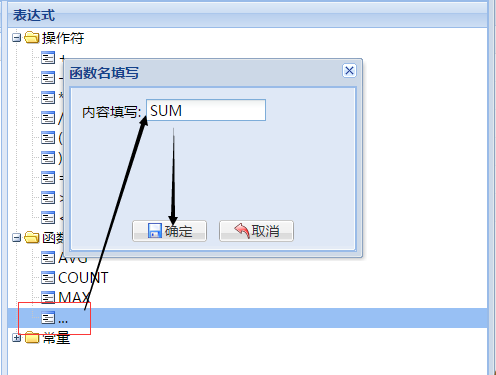 表达式
操作符
+
-
*
/
(
)
=
>
<
函数名填写
内容填写: SUM
确定 取消
函数
AVG
COUNT
MAX
...
常量